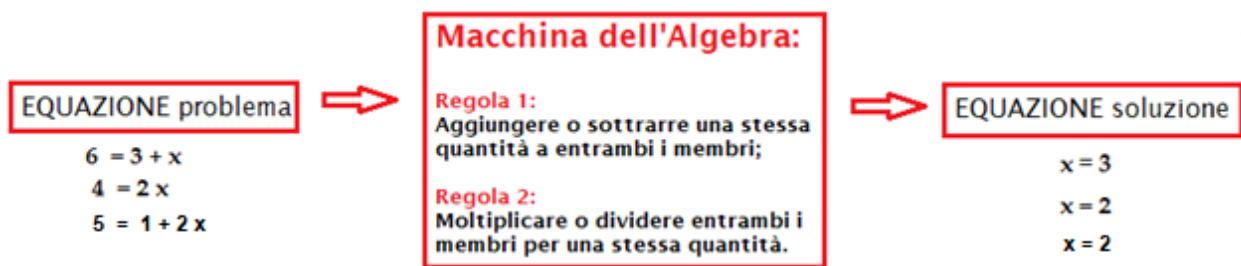 EQUAZIONE problema
6 = 3 + x
4 = 2 x
5 = 1 + 2 x
Macchina dell'Algebra:
Regola 1:
Aggiungere o sottrarre una stessa
quantità a entrambi i membri;
Regola 2:
Moltiplicare o dividere entrambi i
membri per una stessa quantità.
EQUAZIONE soluzione
x = 3
x = 2
x = 2